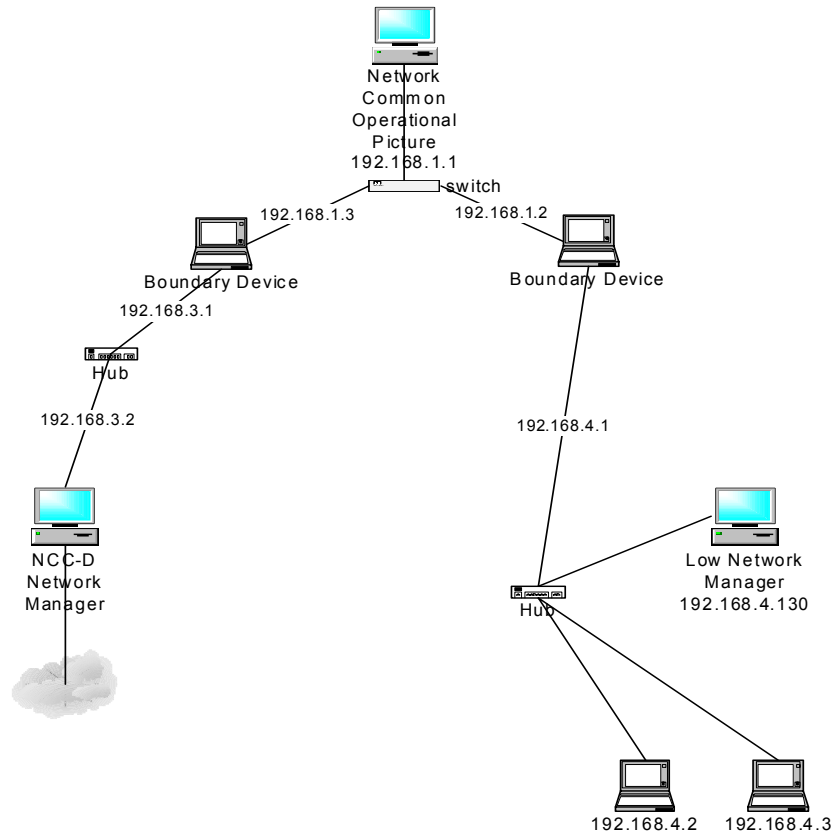 Network
Common
Operational
Picture
192.168.1.1
switch
192.168.1.3
192.168.1.2
Boundary Device
Boundary Device
192.168.3.1
Hub
192.168.3.2
192.168.4.1
NCC-D
Network
Manager
Low Network
Manager
192.168.4.130
Hub
192.168.4.2
192.168.4.3